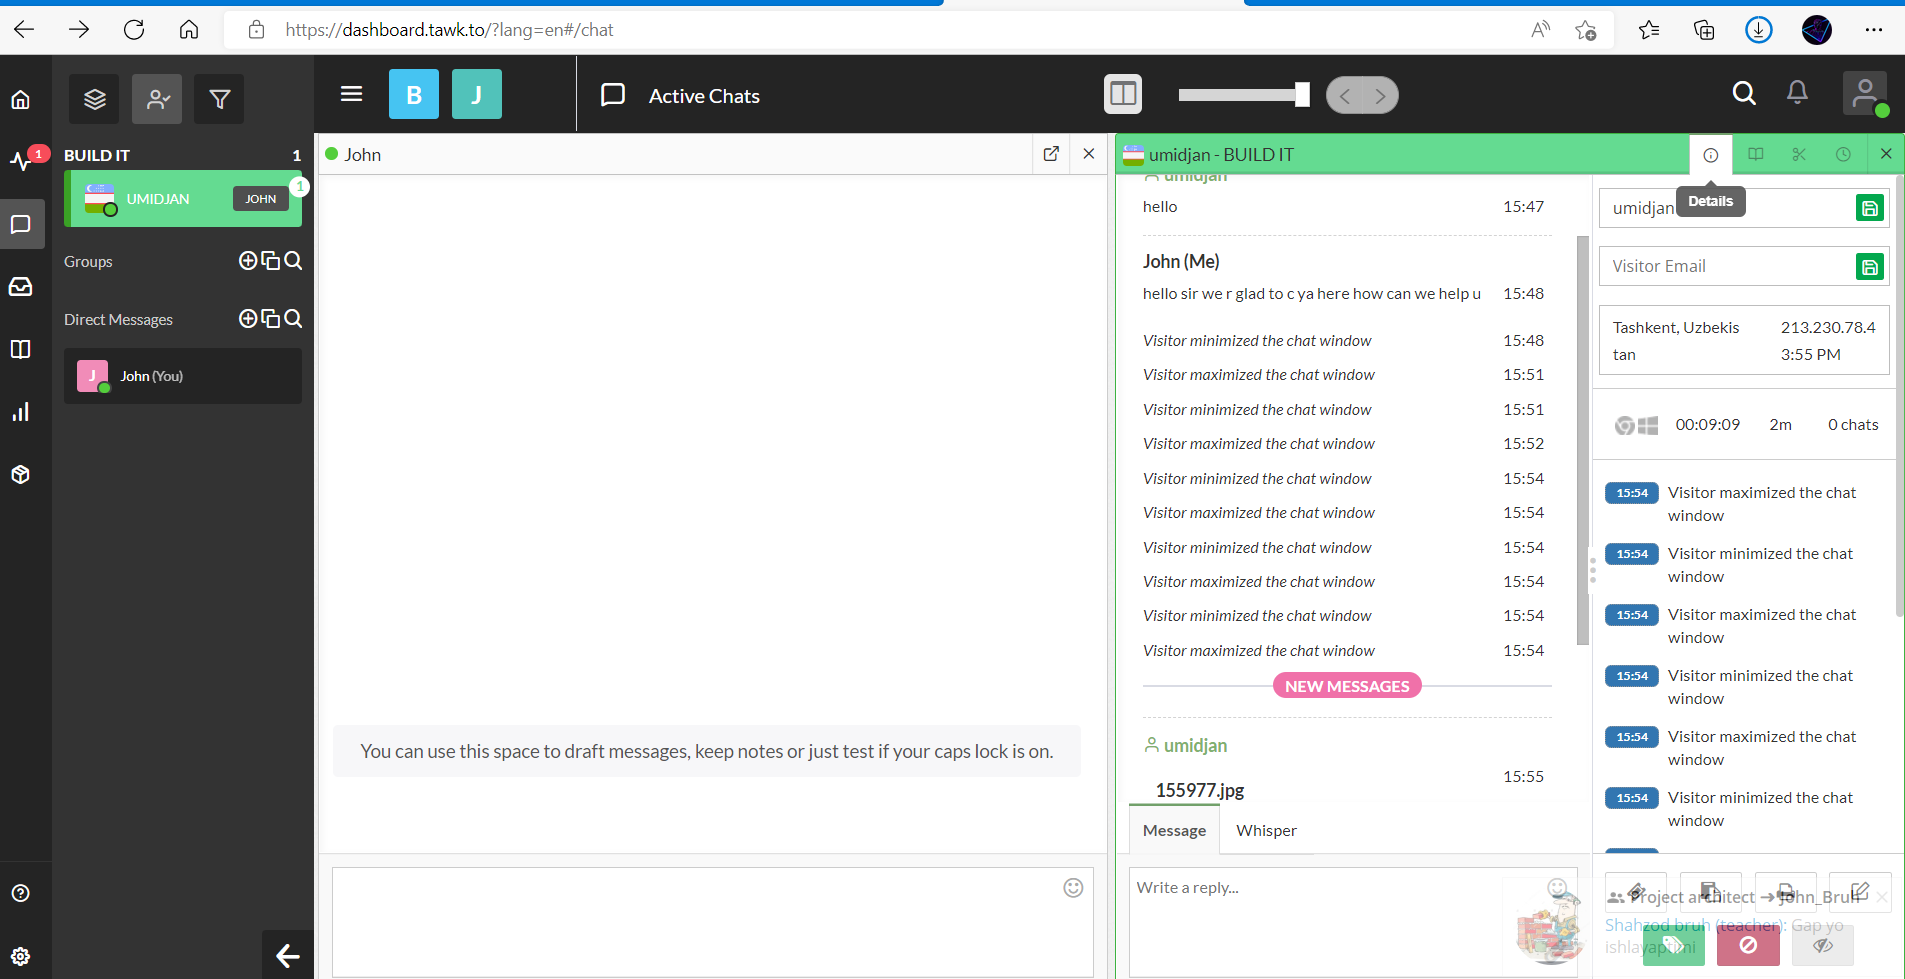 https://dashboard.tawk.to/?lang=en#/chat
B
J
Active Chats
1
BUILD IT
1
UMIDJAN
JOHN
1
Groups
Direct Messages
J
John (You)
John
You can use this space to draft messages, keep notes or just test if your caps lock is on.
umidjan - BUILD IT
Details
umidjan
hello 15:47
John (Me)
hello sir we r glad to c ya here how can we help u 15:48
Visitor minimized the chat window 15:48
Visitor maximized the chat window 15:51
Visitor minimized the chat window 15:51
Visitor maximized the chat window 15:52
Visitor minimized the chat window 15:54
Visitor maximized the chat window 15:54
Visitor minimized the chat window 15:54
Visitor maximized the chat window 15:54
Visitor minimized the chat window 15:54
Visitor maximized the chat window 15:54
NEW MESSAGES
umidjan
15:55
155977.jpg
Message
Whisper
Write a reply...
umidjan
Visitor Email
Tashkent, Uzbekis 213.230.78.4
tan 3:55 PM
00:09:09 2m 0 chats
15:54 Visitor maximized the chat
window
15:54 Visitor minimized the chat
window
15:54 Visitor maximized the chat
window
15:54 Visitor minimized the chat
window
15:54 Visitor maximized the chat
window
15:54 Visitor minimized the chat
window
Project architect ➔ John_Bruh
Shahzod bruh (teacher): Gap yo
ishlayaptimi